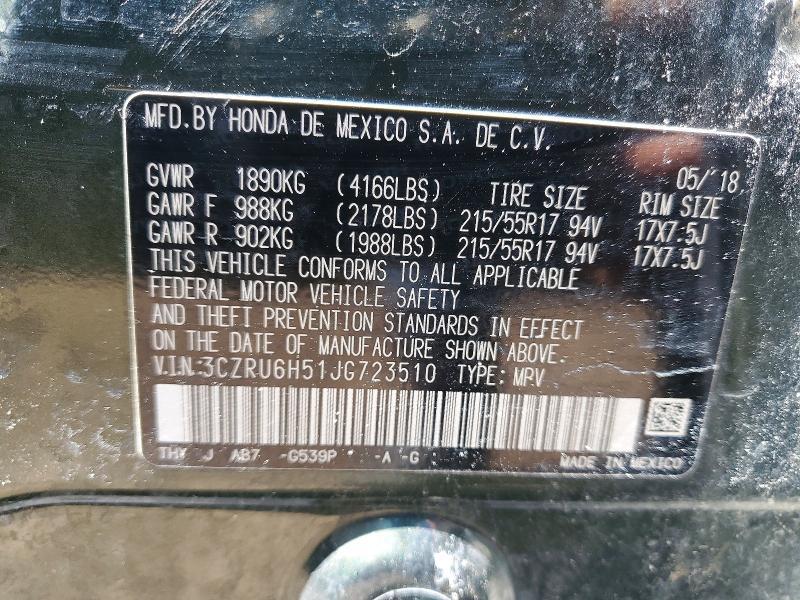 MFD.BY HONDA DE MEXICO S.A. DE C.V.
05/'18
GVWR 1890KG (4166LBS) TIRE SIZE RIM SIZE
GAWR F 988KG (2178LBS) 215/55R17 94V 17X7.5J
GAWR R 902KG (1988LBS) 215/55R17 94V 17X7.5J
THIS VEHICLE CONFORMS TO ALL APPLICABLE
FEDERAL MOTOR VEHICLE SAFETY
AND THEFT PREVENTION STANDARDS IN EFFECT
ON THE DATE OF MANUFACTURE SHOWN ABOVE.
V.I.N:3CZRU6H51JG723510 TYPE: MPV
J AB7 -G539P -A -G
MADE IN MEXICO